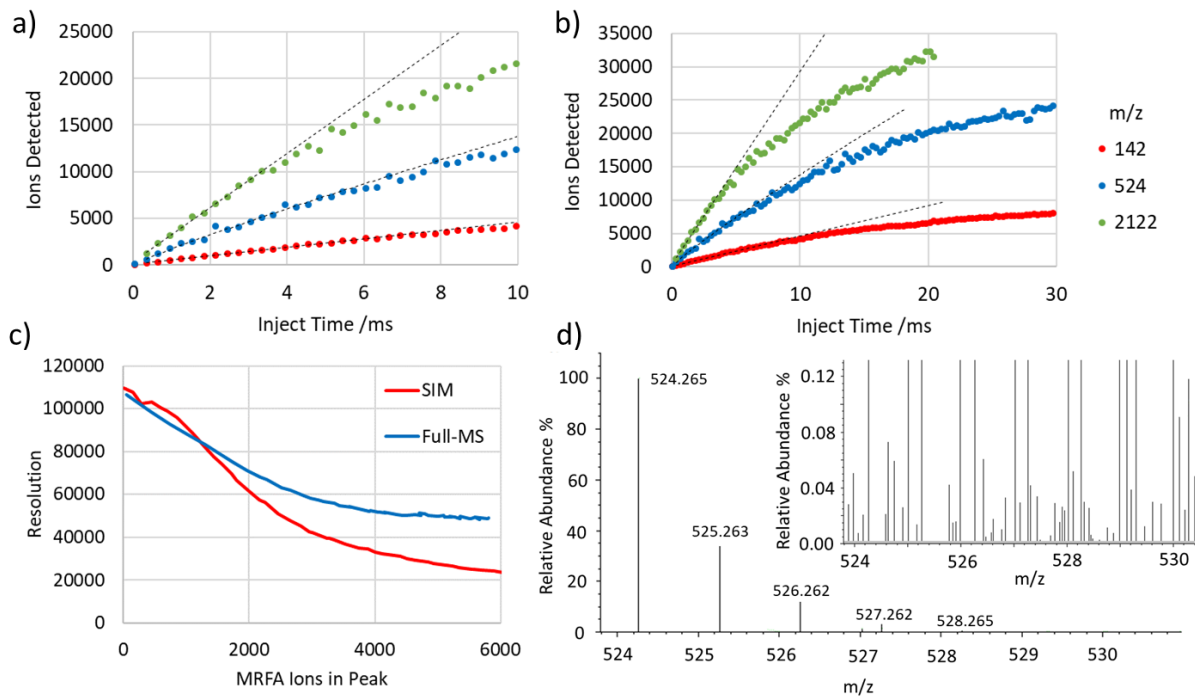 a)
25000
20000
15000
10000
5000
0
Ions Detected
0 2 4 6 8 10
Inject Time /ms
b)
35000
30000
25000
20000
15000
10000
5000
0
Ions Detected
0 10 20 30
Inject Time /ms
m/z
142
524
2122
c)
120000
100000
80000
60000
40000
20000
0
Resolution
SIM
Full-MS
0 2000 4000 6000
MRFA Ions in Peak
d)
100
80
60
40
20
0
Relative Abundance %
524.265
525.263
526.262
527.262
528.265
524 525 526 527 528 529 530
m/z
0.12
0.08
0.04
0.00
Relative Abundance %
524 526 528 530
m/z